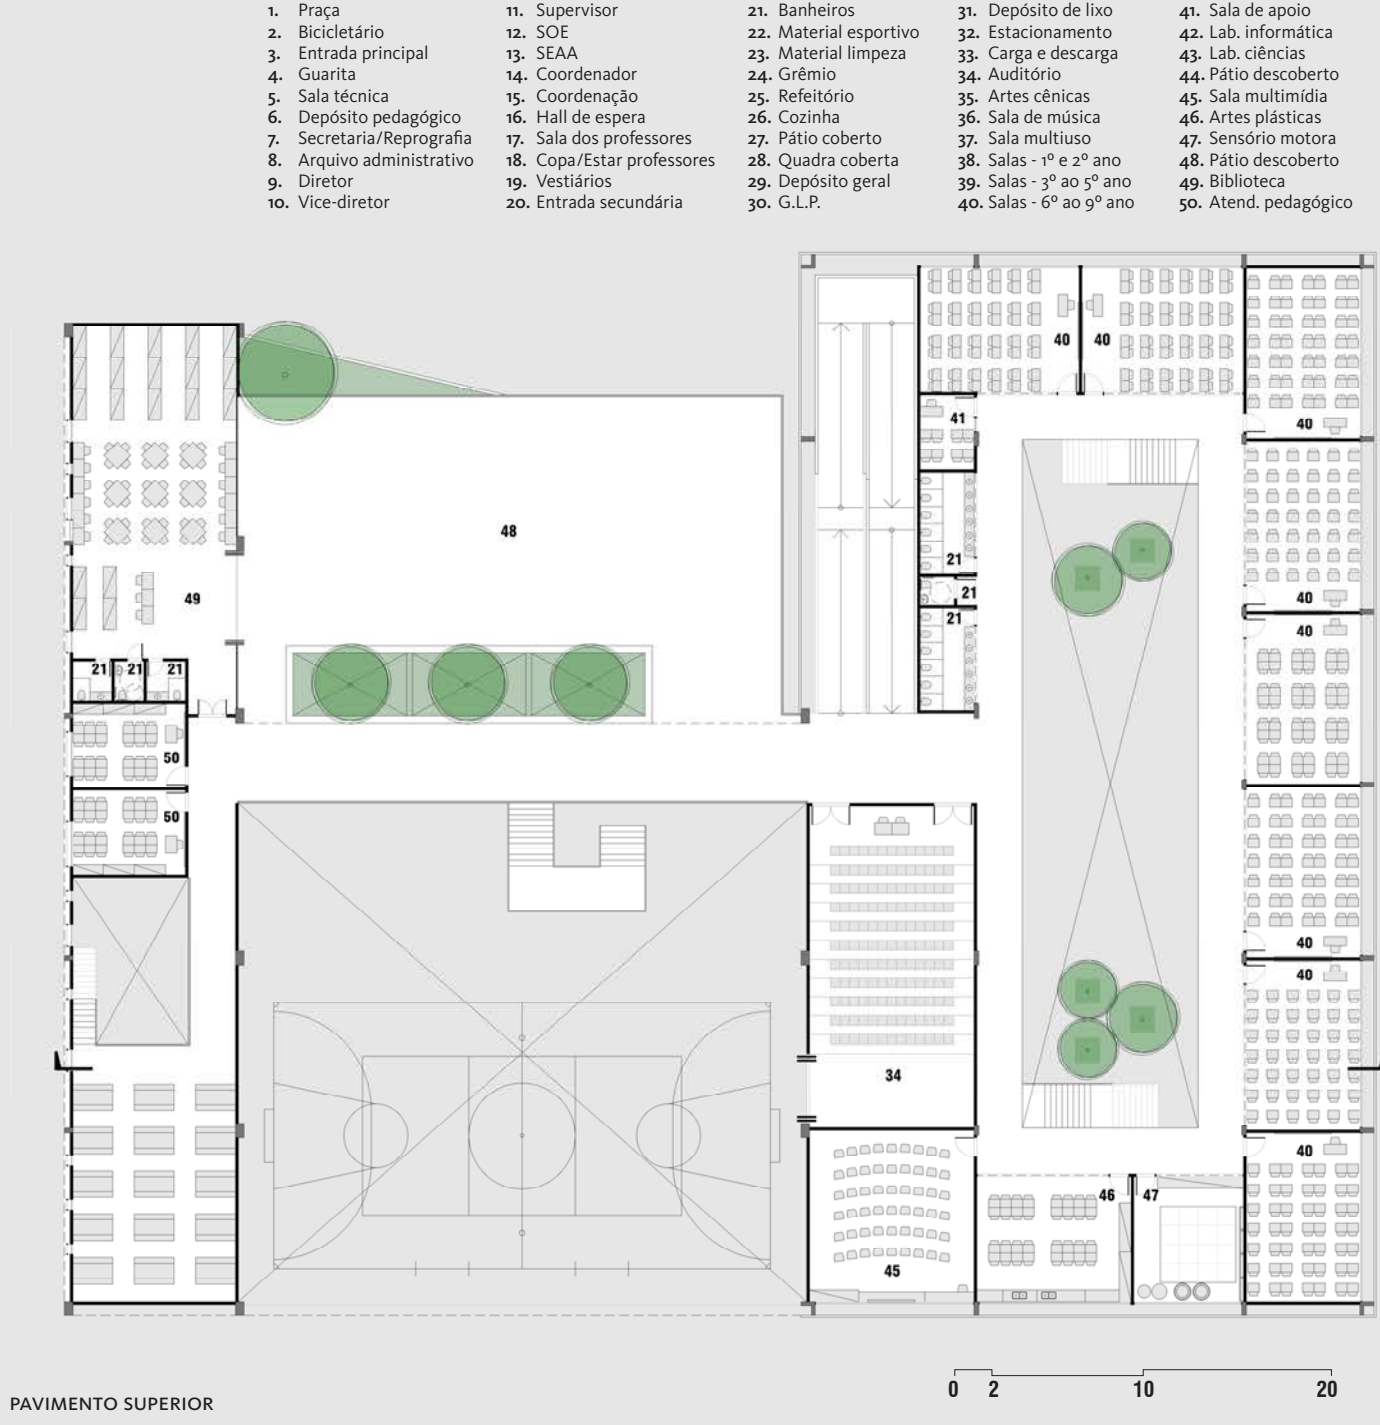 1. Praça
2. Bicicletário
3. Entrada principal
4. Guarita
5. Sala técnica
6. Depósito pedagógico
7. Secretaria/Reprografia
8. Arquivo administrativo
9. Diretor
10. Vice-diretor
11. Supervisor
12. SOE
13. SEAA
14. Coordenador
15. Coordenação
16. Hall de espera
17. Sala dos professores
18. Copa/Estar professores
19. Vestiários
20. Entrada secundária
21. Banheiros
22. Material esportivo
23. Material limpeza
24. Grêmio
25. Refeitório
26. Cozinha
27. Pátio coberto
28. Quadra coberta
29. Depósito geral
30. G.L.P.
31. Depósito de lixo
32. Estacionamento
33. Carga e descarga
34. Auditório
35. Artes cênicas
36. Sala de música
37. Sala multiuso
38. Salas - 1º e 2º ano
39. Salas - 3º ao 5º ano
40. Salas - 6º ao 9º ano
41. Sala de apoio
42. Lab. informática
43. Lab. ciências
44. Pátio descoberto
45. Sala multimídia
46. Artes plásticas
47. Sensório motora
48. Pátio descoberto
49. Biblioteca
50. Atend. pedagógico
40 40
40
41
48
21
21
40
49
21
40
21 21 21
50
50
40
40
34
40
46 47
45
0 2 10 20
PAVIMENTO SUPERIOR